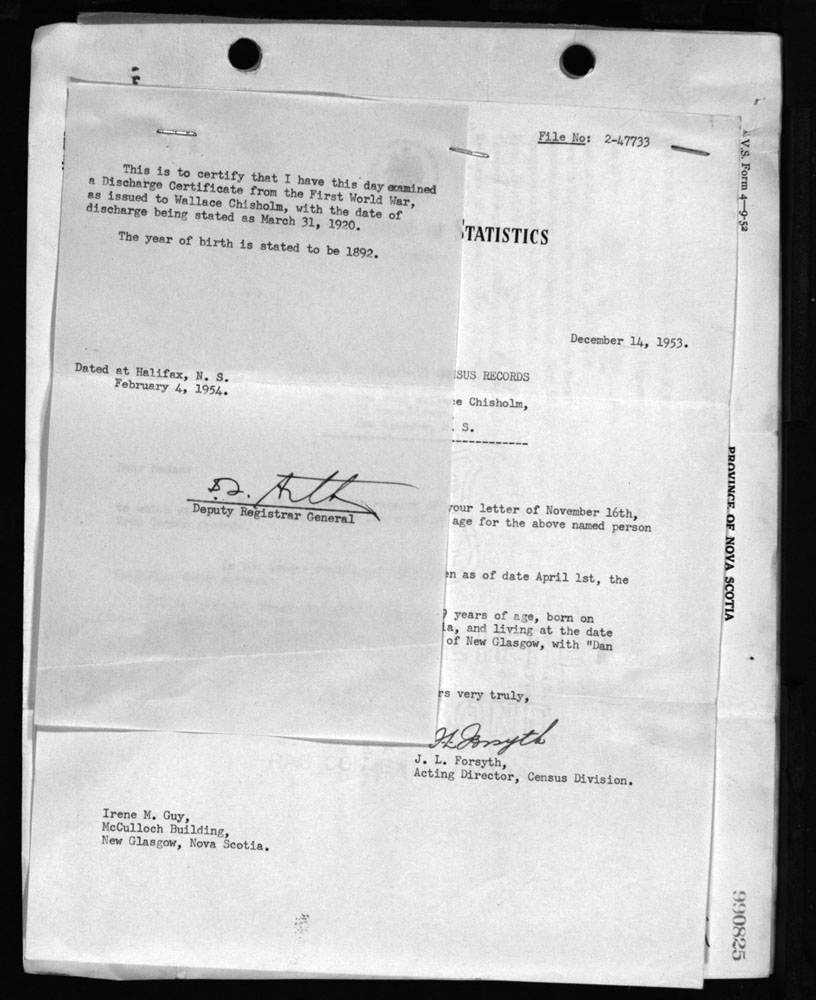 This is to certify that I have this day examined
a Discharge Certificate from the First World War,
as issued to Wallace Chisholm, with the date of
discharge being stated as March 31, 1920.
The year of birth is stated to be 1892.
Dated at Halifax, N. S.
February 4, 1954.
Deputy Registrar General
File No: 2-47733
STATISTICS
December 14, 1953.
SUS RECORDS
e Chisholm,
. S.
your letter of November 16th,
age for the above named person
en as of date April 1st, the
9 years of age, born on
ia, and living at the date
of New Glasgow, with "Dan
rs very truly,
J. L. Forsyth,
Acting Director, Census Division.
Irene M. Guy,
McCulloch Building,
New Glasgow, Nova Scotia.
V.S. Form 4—9-52
PROVINCE OF NOVA SCOTIA
990825